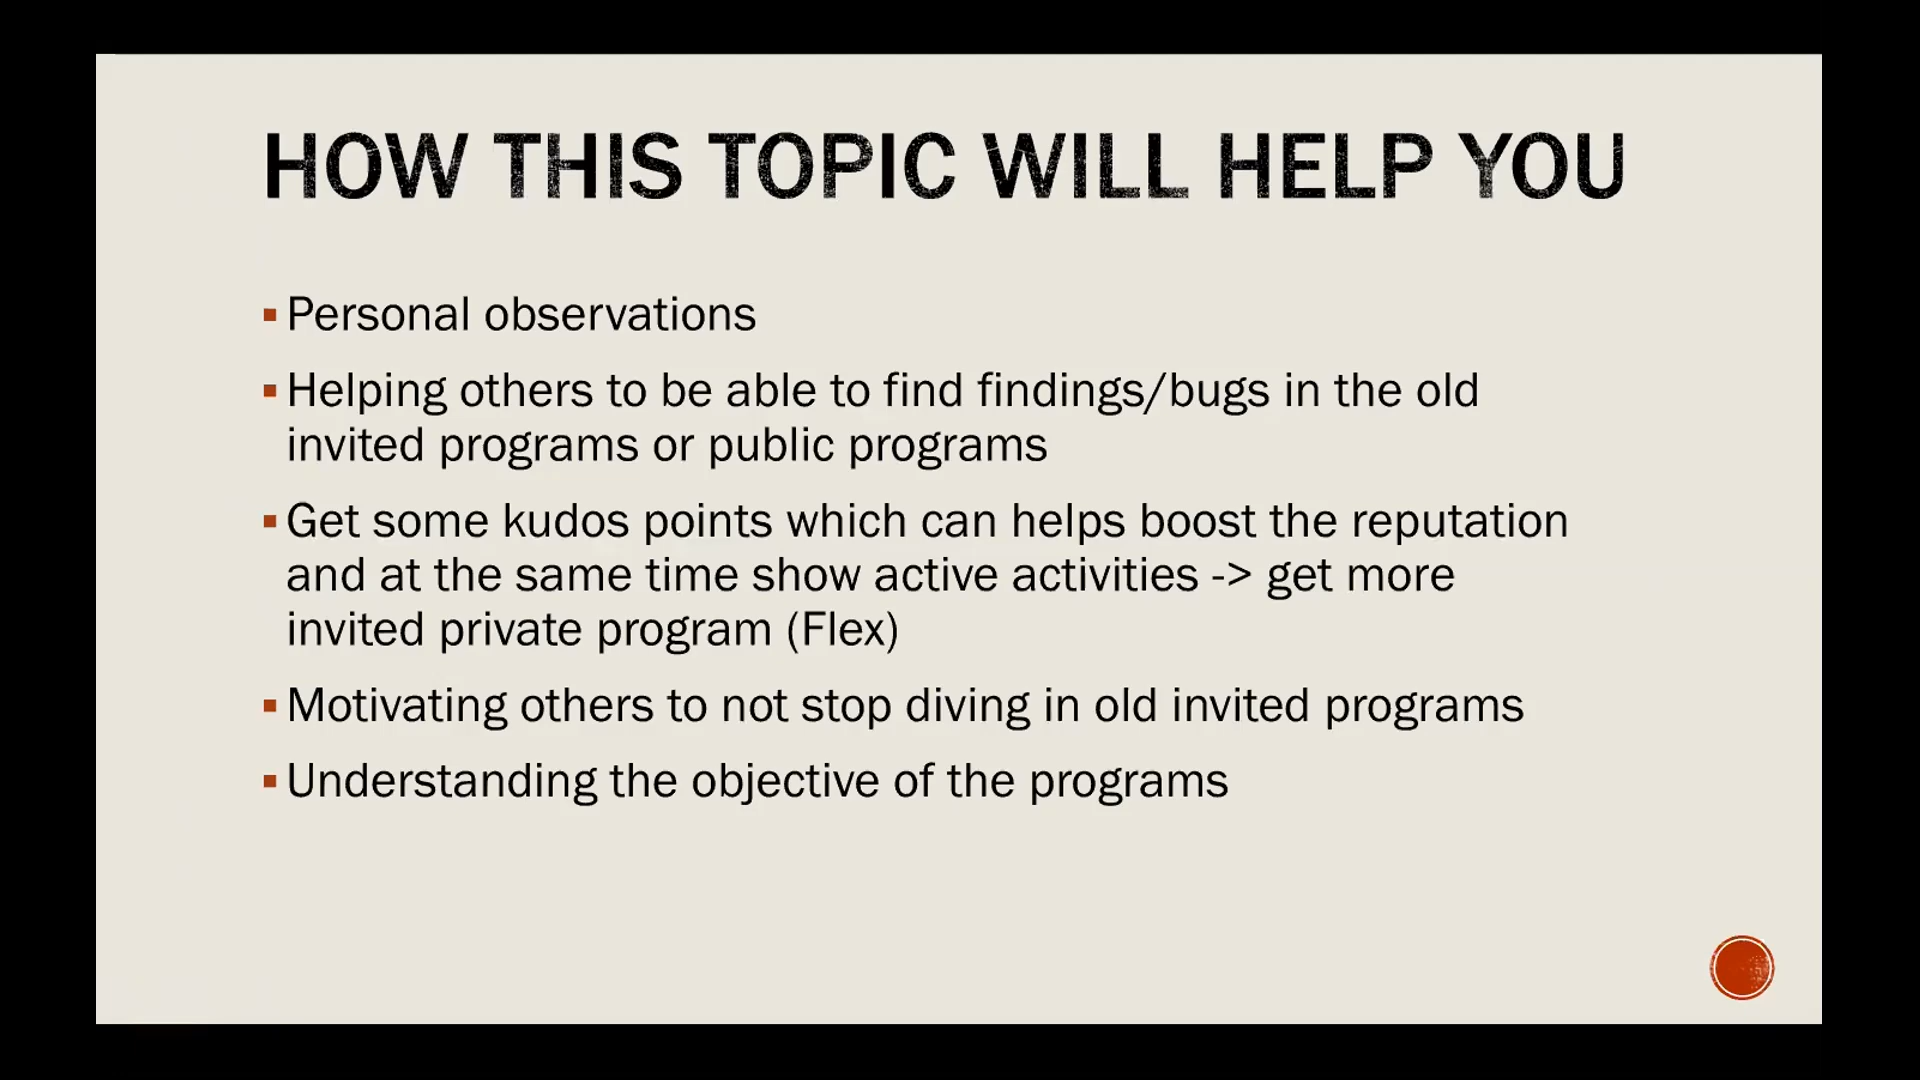 HOW THIS TOPIC WILL HELP YOU
Personal observations
Helping others to be able to find findings/bugs in the old
invited programs or public programs
Get some kudos points which can helps boost the reputation
and at the same time show active activities -> get more
invited private program (Flex)
Motivating others to not stop diving in old invited programs
Understanding the objective of the programs